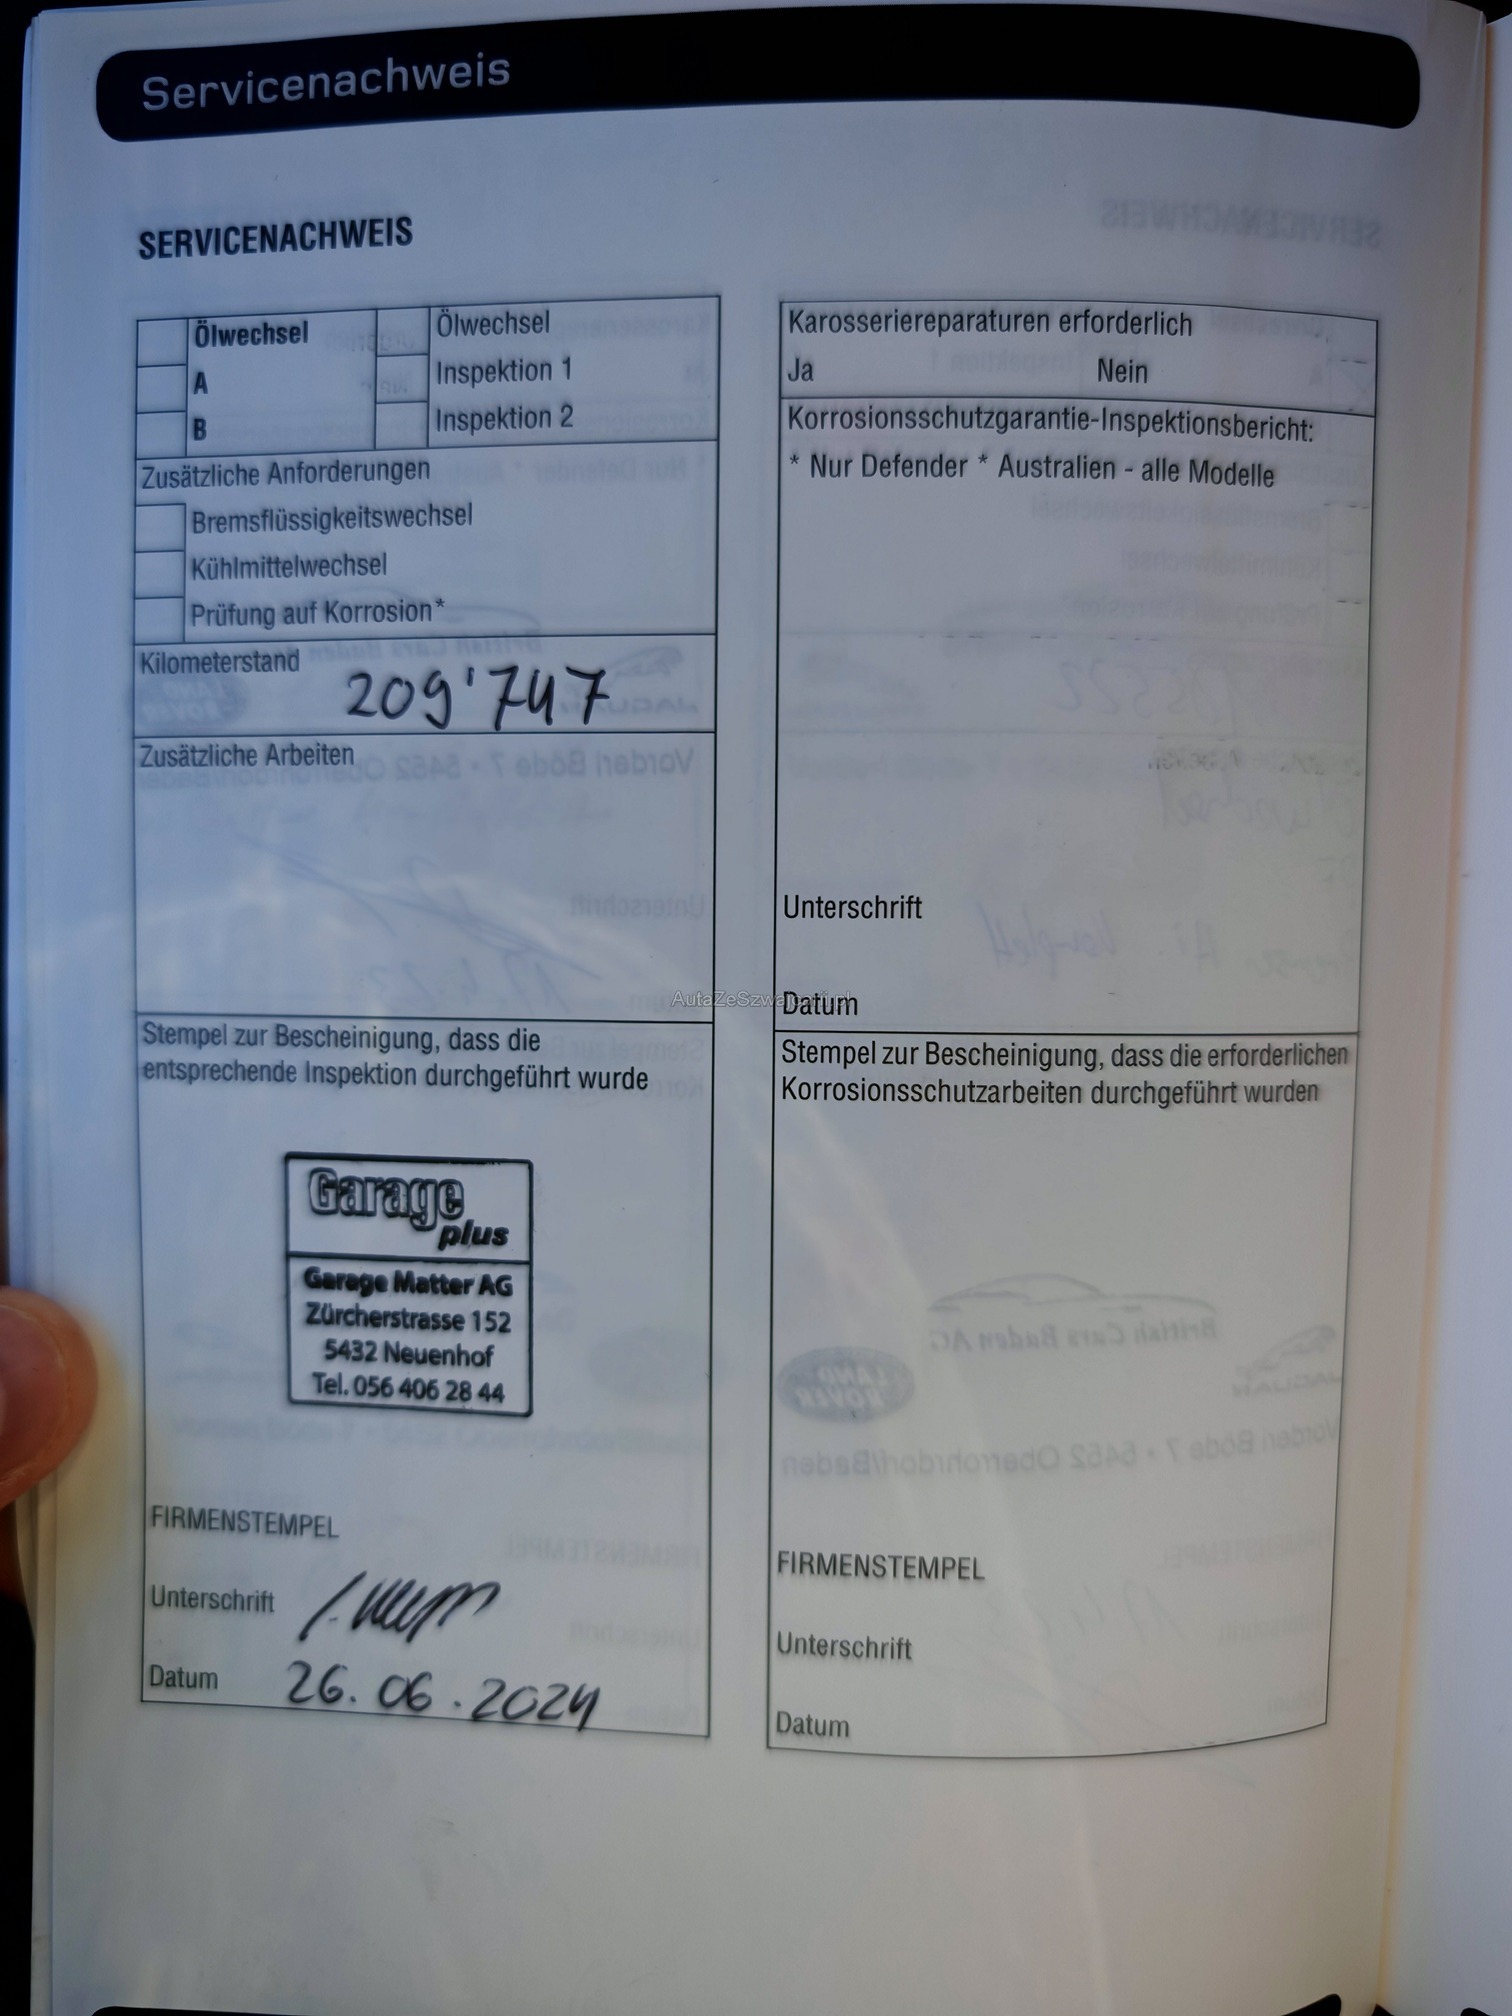 Servicenachweis
SERVICENACHWEIS
Ölwechsel
A
B
Ölwechsel
Inspektion 1
Inspektion 2
Zusätzliche Anforderungen
Bremsflüssigkeitswechsel
Kühlmittelwechsel
Prüfung auf Korrosion*
Kilometerstand
209'747
Zusätzliche Arbeiten
Stempel zur Bescheinigung, dass die
entsprechende Inspektion durchgeführt wurde
Garage
plus
Garage Matter AG
Zürcherstrasse 152
5432 Neuenhof
Tel. 056 406 28 44
FIRMENSTEMPEL
Unterschrift
Datum 26.06.2024
Karosseriereparaturen erforderlich
Ja Nein
Korrosionsschutzgarantie-Inspektionsbericht:
* Nur Defender * Australien - alle Modelle
Unterschrift
Datum
AutaZeSzwajcarii.pl
Stempel zur Bescheinigung, dass die erforderlichen
Korrosionsschutzarbeiten durchgeführt wurden
FIRMENSTEMPEL
Unterschrift
Datum